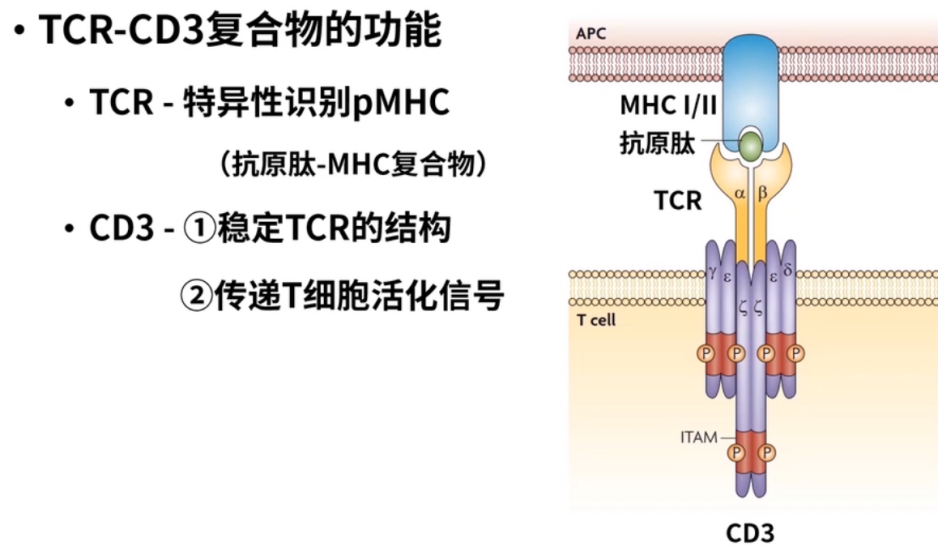 • TCR-CD3复合物的功能
• TCR - 特异性识别pMHC
（抗原肽-MHC复合物）
• CD3 - ①稳定TCR的结构
②传递T细胞活化信号
APC
MHC I/II
抗原肽
TCR
α β
γ ε ε δ
ζ ζ
T cell
P P P P
ITAM
P P
CD3